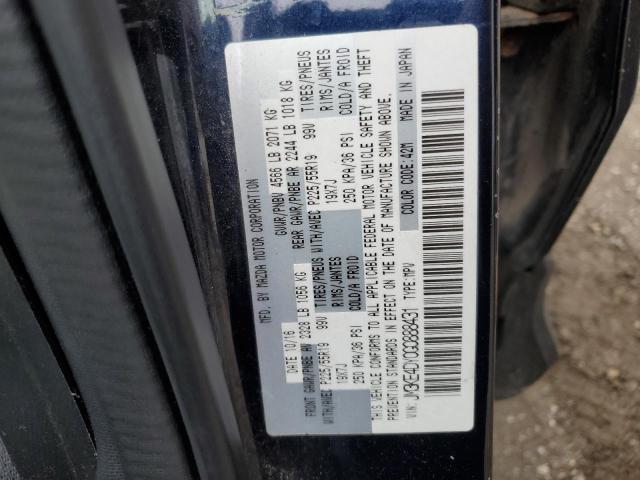 MFD. BY MAZDA MOTOR CORPORATION
DATE: 10/16 GVWR/PNBV 4566 LB 2071 KG
FRONT GAWR/PNBE AV 2328 LB 1056 KG REAR GAWR/PNBE AR 2244 LB 1018 KG
WITH/AVEC P225/55R19 99V TIRES/PNEUS WITH/AVEC P225/55R19 99V TIRES/PNEUS
19X7J RIMS/JANTES 19X7J RIMS/JANTES
250 KPA/36 PSI COLD/A FROID 250 KPA/36 PSI COLD/A FROID
THIS VEHICLE CONFORMS TO ALL APPLICABLE FEDERAL MOTOR VEHICLE SAFETY AND THEFT
PREVENTION STANDARDS IN EFFECT ON THE DATE OF MANUFACTURE SHOWN ABOVE.
VIN: JM3KE4DY0G0888431 TYPE:MPV COLOR CODE:42M MADE IN JAPAN